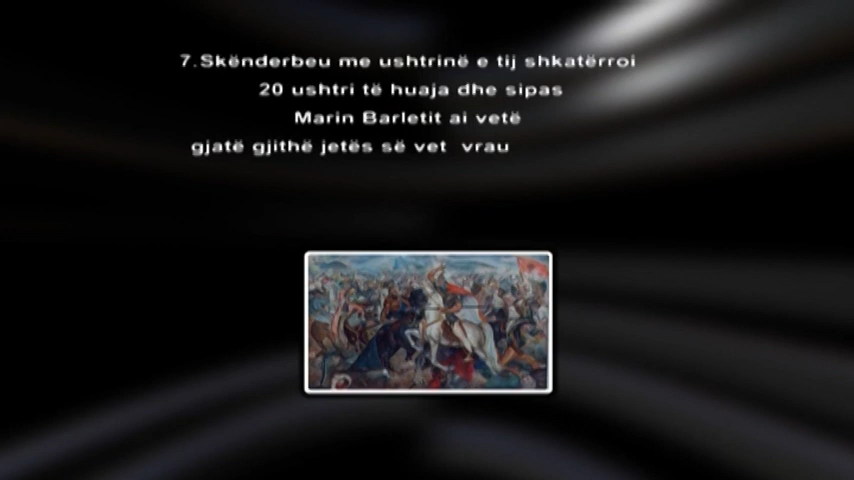 7.Skënderbeu me ushtrinë e tij shkatërroi
20 ushtri të huaja dhe sipas
Marin Barletit ai vetë
gjatë gjithë jetës së vet vrau